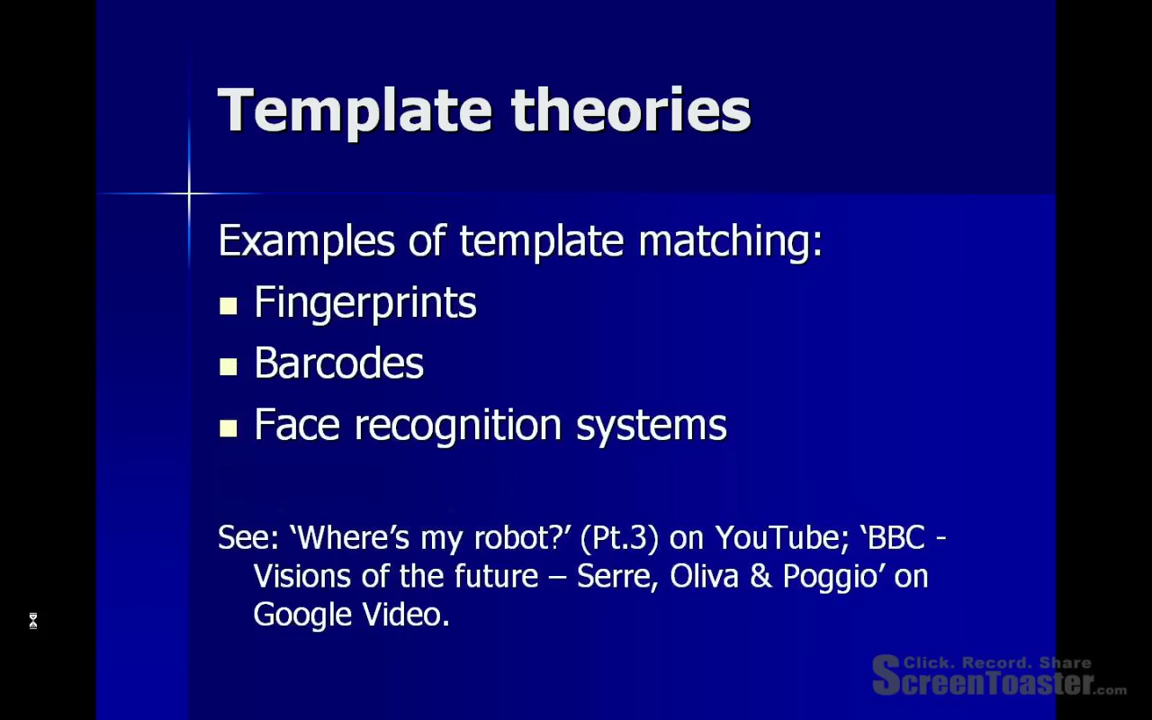 Template theories
Examples of template matching:
Fingerprints
Barcodes
Face recognition systems
See: ‘Where’s my robot?’ (Pt.3) on YouTube; ‘BBC -
Visions of the future – Serre, Oliva & Poggio’ on
Google Video.
Click. Record. Share
ScreenToaster.com